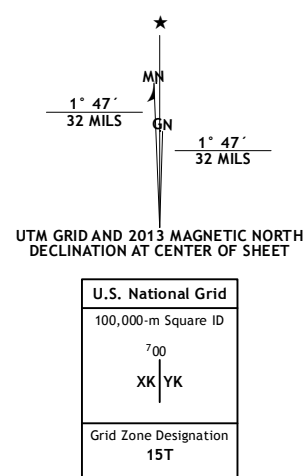 ★
MN
1° 47´
32 MILS
GN
1° 47´
32 MILS
UTM GRID AND 2013 MAGNETIC NORTH
DECLINATION AT CENTER OF SHEET
U.S. National Grid
100,000-m Square ID
⁷00
XK YK
Grid Zone Designation
15T